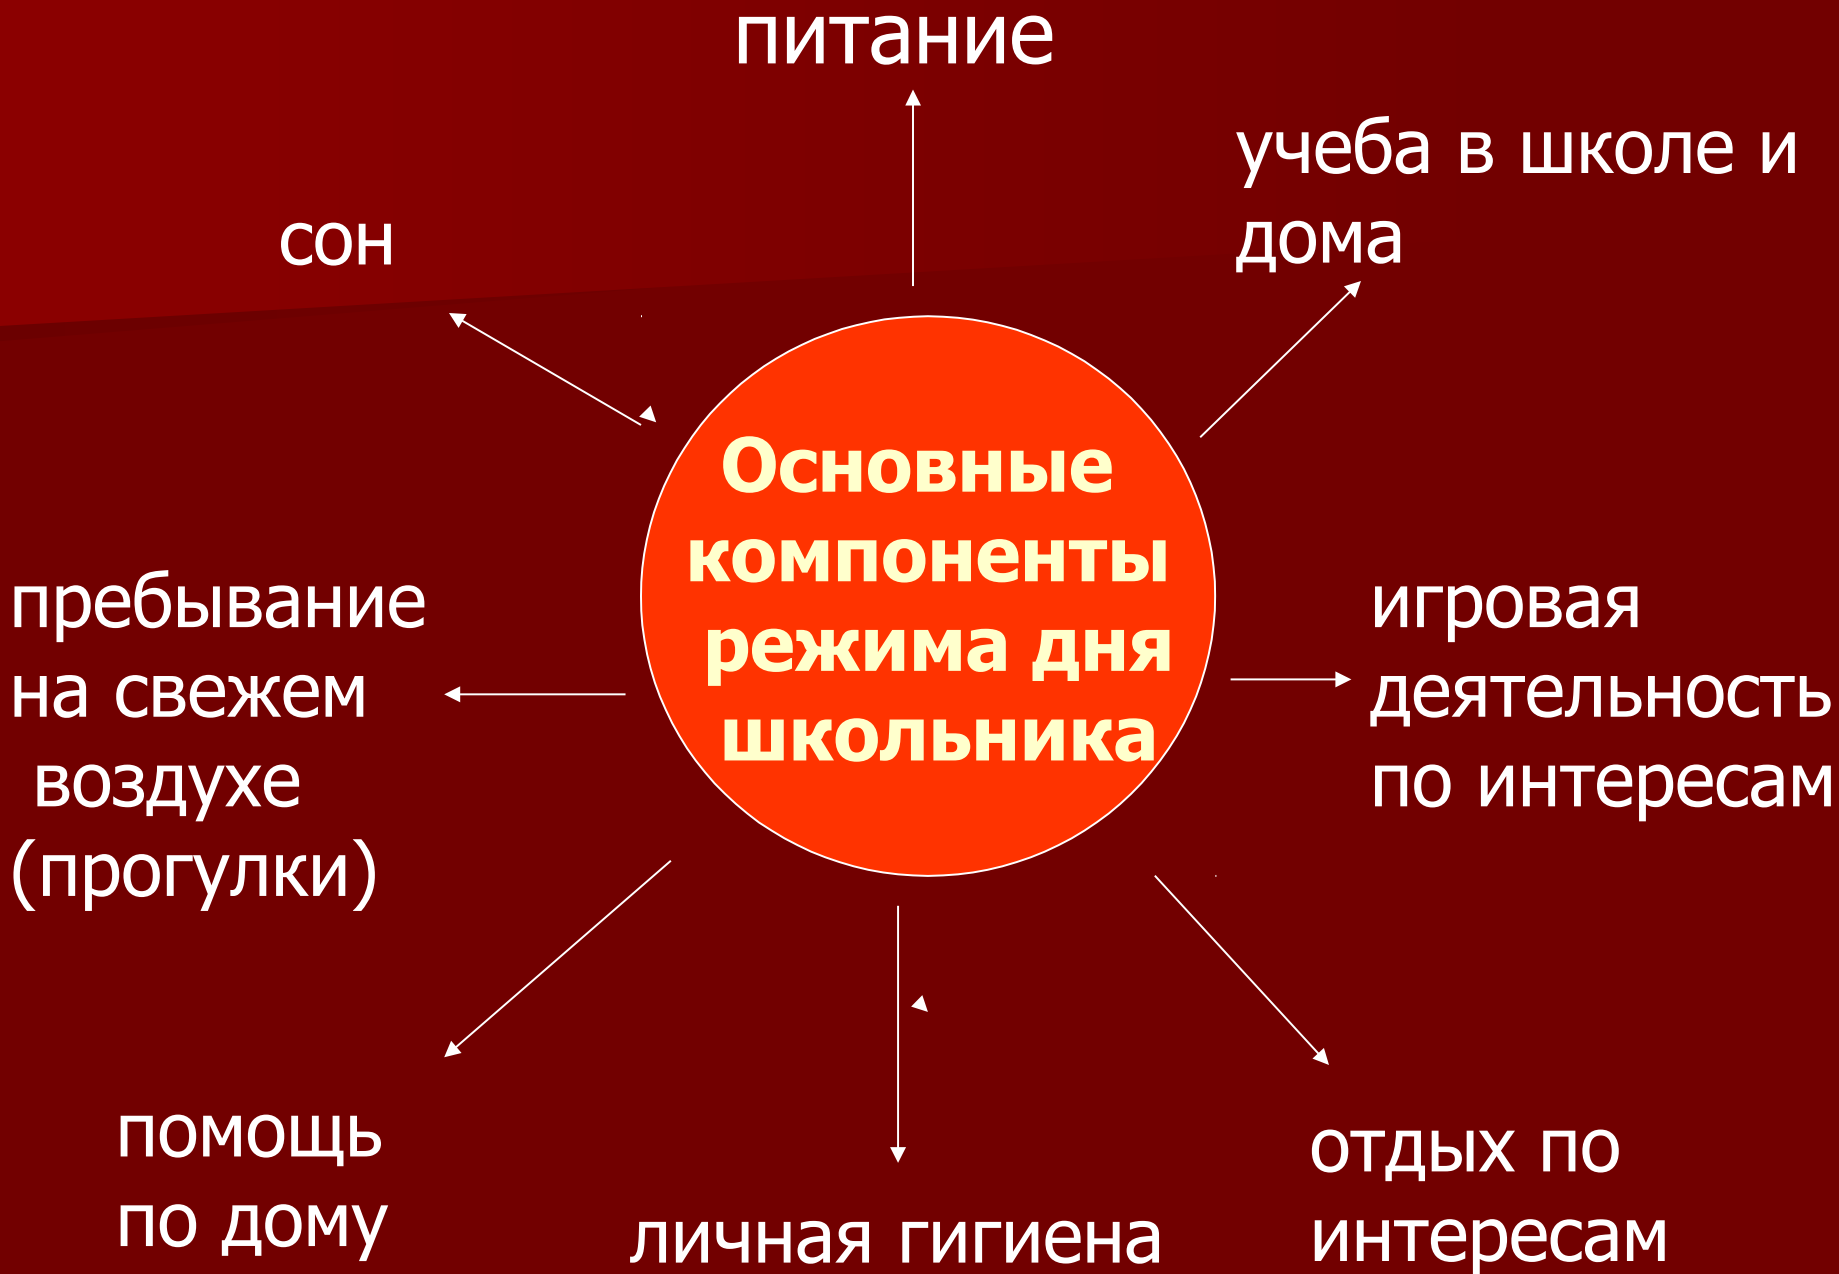 питание
учеба в школе и
дома
сон
Основные
компоненты
режима дня
школьника
пребывание
на свежем
воздухе
(прогулки)
игровая
деятельность
по интересам
помощь
по дому
личная гигиена
отдых по
интересам